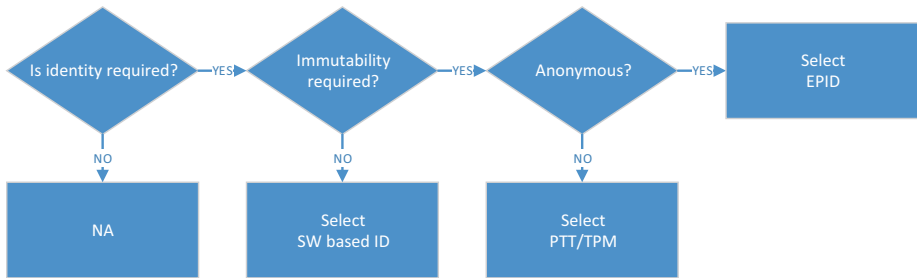 Is identity required?
YES
Immutability
required?
YES
Anonymous?
YES
Select
EPID
NO
NO
NO
NA
Select
SW based ID
Select
PTT/TPM